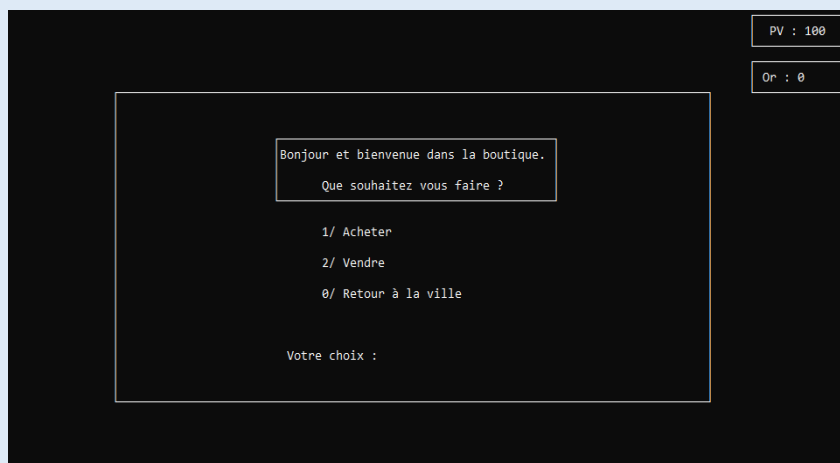 PV : 100
Or : 0
Bonjour et bienvenue dans la boutique.
Que souhaitez vous faire ?
1/ Acheter
2/ Vendre
0/ Retour à la ville
Votre choix :